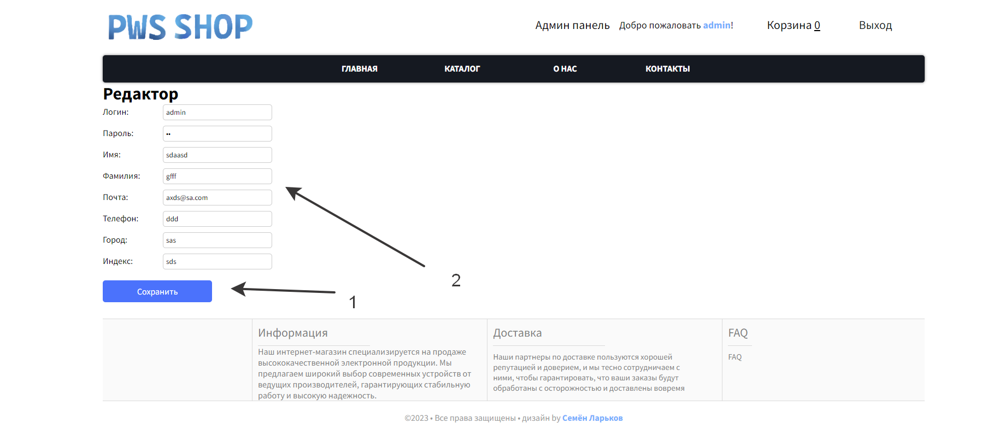 PWS SHOP
Админ панель Добро пожаловать admin! Корзина 0 Выход
ГЛАВНАЯ КАТАЛОГ О НАС КОНТАКТЫ
Редактор
Логин: admin
Пароль: ••
Имя: sdaasd
Фамилия: gfff
Почта: axds@sa.com
Телефон: ddd
Город: sas
Индекс: sds
2
Сохранить
1
Информация
Наш интернет-магазин специализируется на продаже
высококачественной электронной продукции. Мы
предлагаем широкий выбор современных устройств от
ведущих производителей, гарантирующих стабильную
работу и высокую надежность.
Доставка
Наши партнеры по доставке пользуются хорошей
репутацией и доверием, и мы тесно сотрудничаем с
ними, чтобы гарантировать, что ваши заказы будут
обработаны с осторожностью и доставлены вовремя
FAQ
FAQ
©2023 • Все права защищены • дизайн by Семён Ларьков